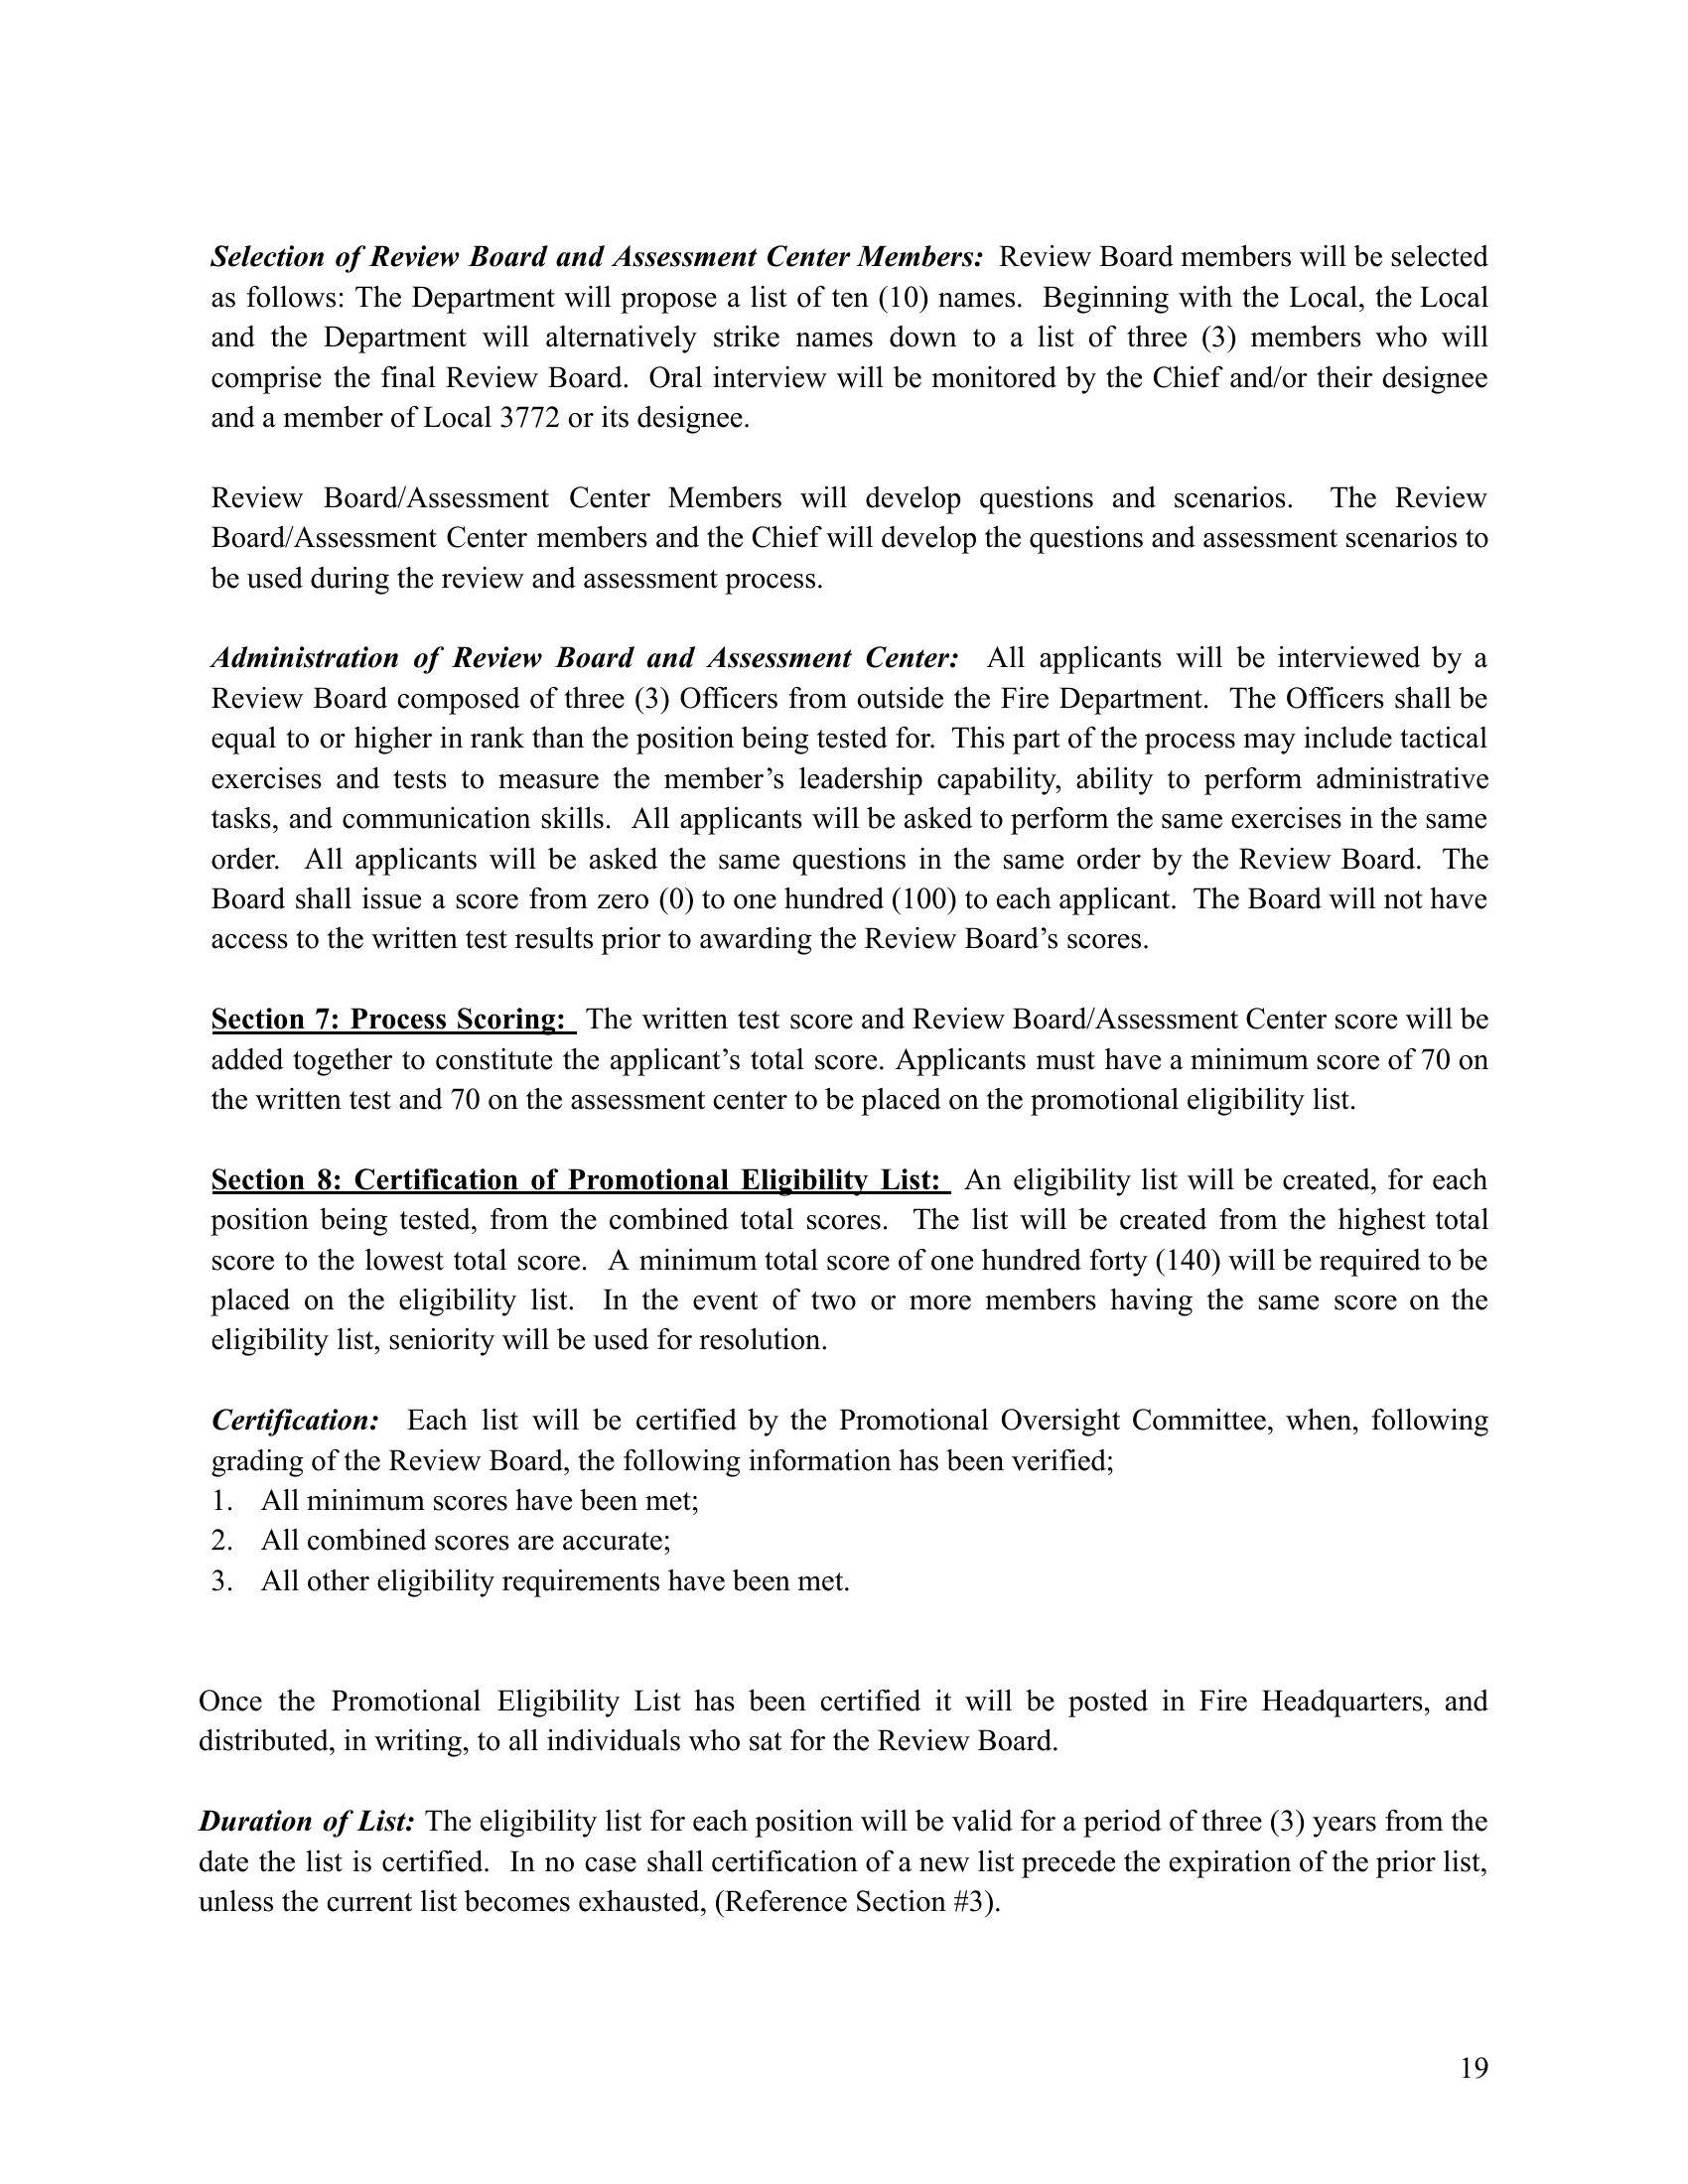 Selection of Review Board and Assessment Center Members: Review Board members will be selected
as follows: The Department will propose a list of ten (10) names. Beginning with the Local, the Local
and the Department will alternatively strike names down to a list of three (3) members who will
comprise the final Review Board. Oral interview will be monitored by the Chief and/or their designee
and a member of Local 3772 or its designee.
Review Board/Assessment Center Members will develop questions and scenarios. The Review
Board/Assessment Center members and the Chief will develop the questions and assessment scenarios to
be used during the review and assessment process.
Administration of Review Board and Assessment Center: All applicants will be interviewed by a
Review Board composed of three (3) Officers from outside the Fire Department. The Officers shall be
equal to or higher in rank than the position being tested for. This part of the process may include tactical
exercises and tests to measure the member’s leadership capability, ability to perform administrative
tasks, and communication skills. All applicants will be asked to perform the same exercises in the same
order. All applicants will be asked the same questions in the same order by the Review Board. The
Board shall issue a score from zero (0) to one hundred (100) to each applicant. The Board will not have
access to the written test results prior to awarding the Review Board’s scores.
Section 7: Process Scoring: The written test score and Review Board/Assessment Center score will be
added together to constitute the applicant’s total score. Applicants must have a minimum score of 70 on
the written test and 70 on the assessment center to be placed on the promotional eligibility list.
Section 8: Certification of Promotional Eligibility List: An eligibility list will be created, for each
position being tested, from the combined total scores. The list will be created from the highest total
score to the lowest total score. A minimum total score of one hundred forty (140) will be required to be
placed on the eligibility list. In the event of two or more members having the same score on the
eligibility list, seniority will be used for resolution.
Certification: Each list will be certified by the Promotional Oversight Committee, when, following
grading of the Review Board, the following information has been verified;
1. All minimum scores have been met;
2. All combined scores are accurate;
3. All other eligibility requirements have been met.
Once the Promotional Eligibility List has been certified it will be posted in Fire Headquarters, and
distributed, in writing, to all individuals who sat for the Review Board.
Duration of List: The eligibility list for each position will be valid for a period of three (3) years from the
date the list is certified. In no case shall certification of a new list precede the expiration of the prior list,
unless the current list becomes exhausted, (Reference Section #3).
19